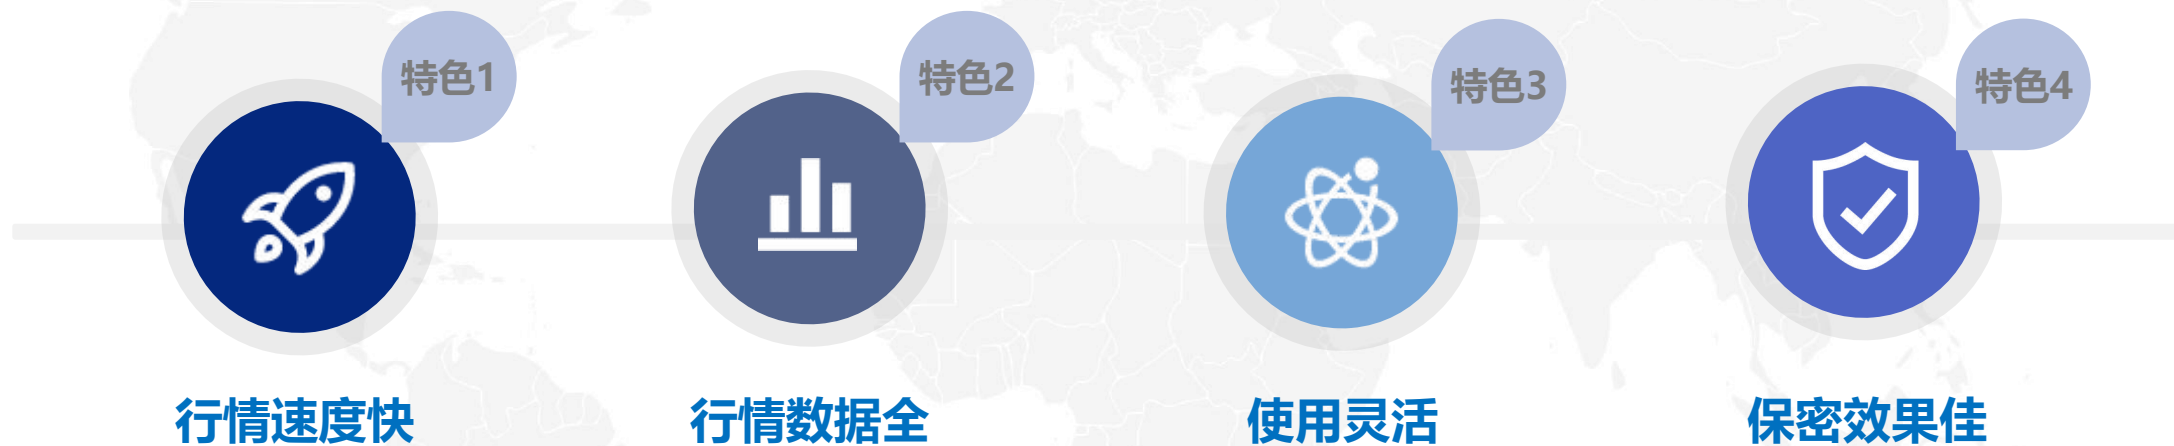 特色1
特色2
特色3
特色4
行情速度快
行情数据全
使用灵活
保密效果佳